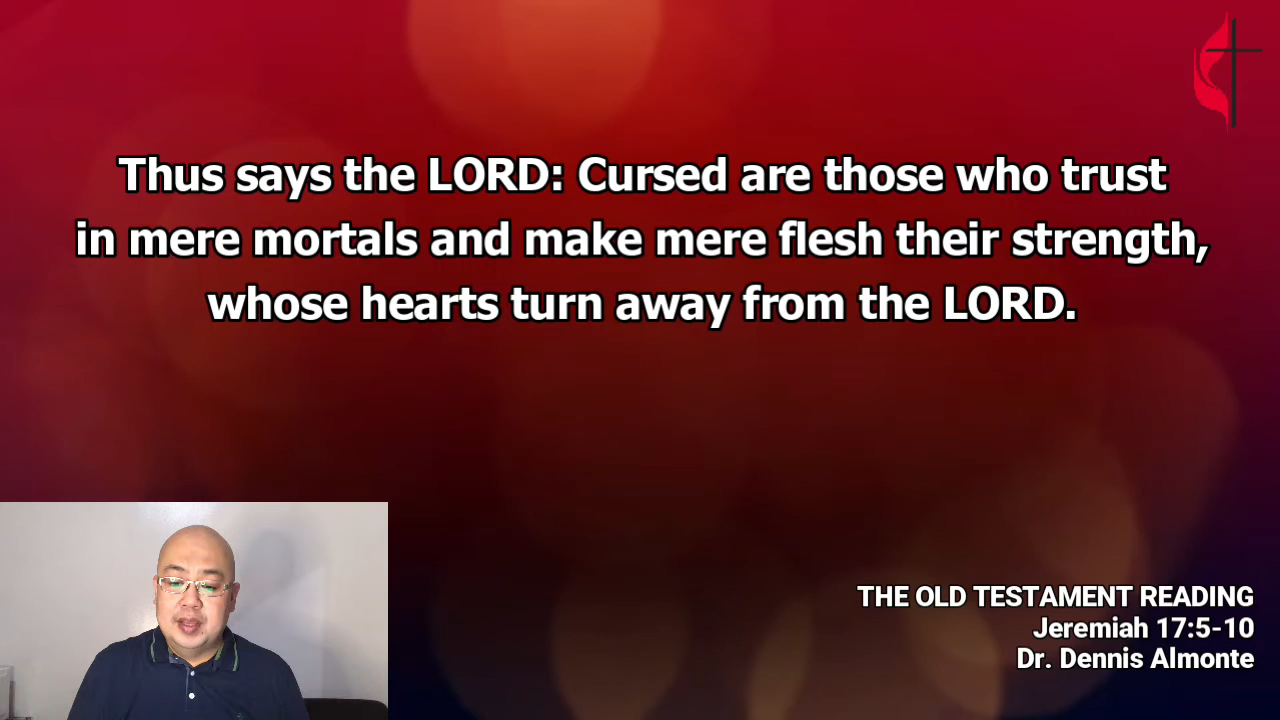 Thus says the LORD: Cursed are those who trust
in mere mortals and make mere flesh their strength,
whose hearts turn away from the LORD.
THE OLD TESTAMENT READING
Jeremiah 17:5-10
Dr. Dennis Almonte